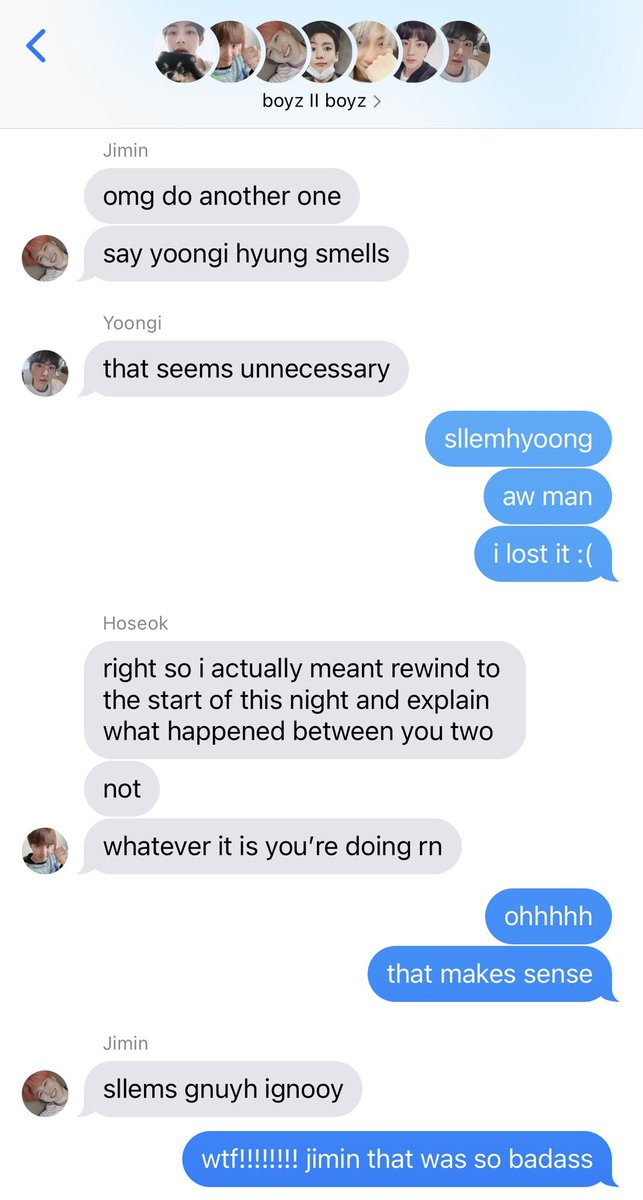 boyz II boyz >
Jimin
omg do another one
say yoongi hyung smells
Yoongi
that seems unnecessary
sllemhyoong
aw man
i lost it :(
Hoseok
right so i actually meant rewind to
the start of this night and explain
what happened between you two
not
whatever it is you’re doing rn
ohhhhh
that makes sense
Jimin
sllems gnuyh ignooy
wtf!!!!!!!! jimin that was so badass